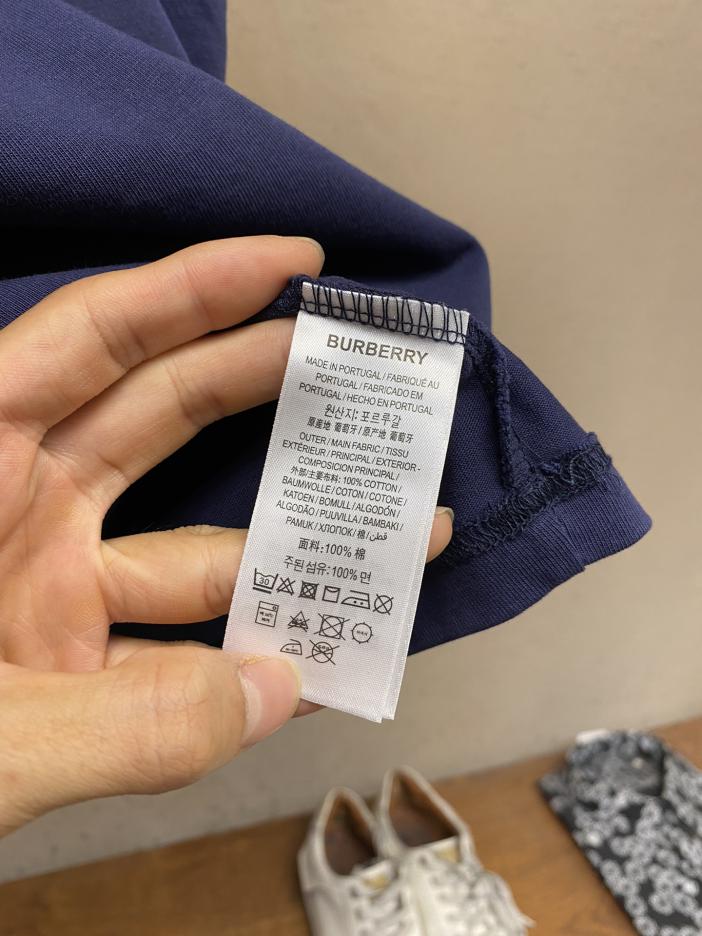 BURBERRY
MADE IN PORTUGAL / FABRIQUÉ AU
PORTUGAL / FABRICADO EM
PORTUGAL / HECHO EN PORTUGAL
원산지: 포르투갈
原産地 葡萄牙 / 原产地 葡萄牙
OUTER / MAIN FABRIC / TISSU
EXTÉRIEUR / PRINCIPAL / EXTERIOR -
COMPOSICION PRINCIPAL /
外部/主要布料: 100% COTTON /
BAUMWOLLE / COTON / COTONE /
KATOEN / BOMULL / ALGODÓN /
ALGODÃO / PUUVILLA / BAMBAKI /
PAMUK / ХЛОПОК / 棉 / قطن
面料:100% 棉
주된섬유:100% 면
30